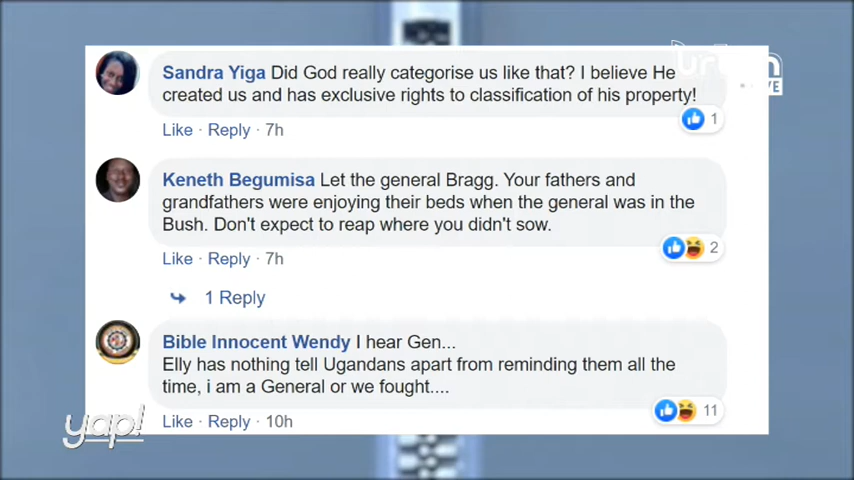 urban
LIVE
Sandra Yiga Did God really categorise us like that? I believe He
created us and has exclusive rights to classification of his property!
Like · Reply · 7h
1
Keneth Begumisa Let the general Bragg. Your fathers and
grandfathers were enjoying their beds when the general was in the
Bush. Don't expect to reap where you didn't sow.
Like · Reply · 7h
2
1 Reply
Bible Innocent Wendy I hear Gen...
Elly has nothing tell Ugandans apart from reminding them all the
time, i am a General or we fought....
Like · Reply · 10h
11
yap!